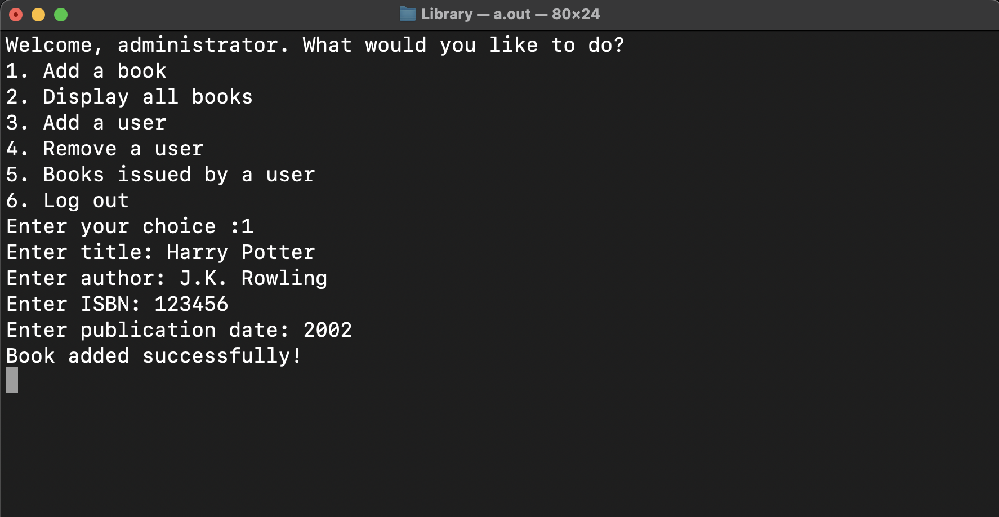 Library — a.out — 80×24
Welcome, administrator. What would you like to do?
1. Add a book
2. Display all books
3. Add a user
4. Remove a user
5. Books issued by a user
6. Log out
Enter your choice :1
Enter title: Harry Potter
Enter author: J.K. Rowling
Enter ISBN: 123456
Enter publication date: 2002
Book added successfully!